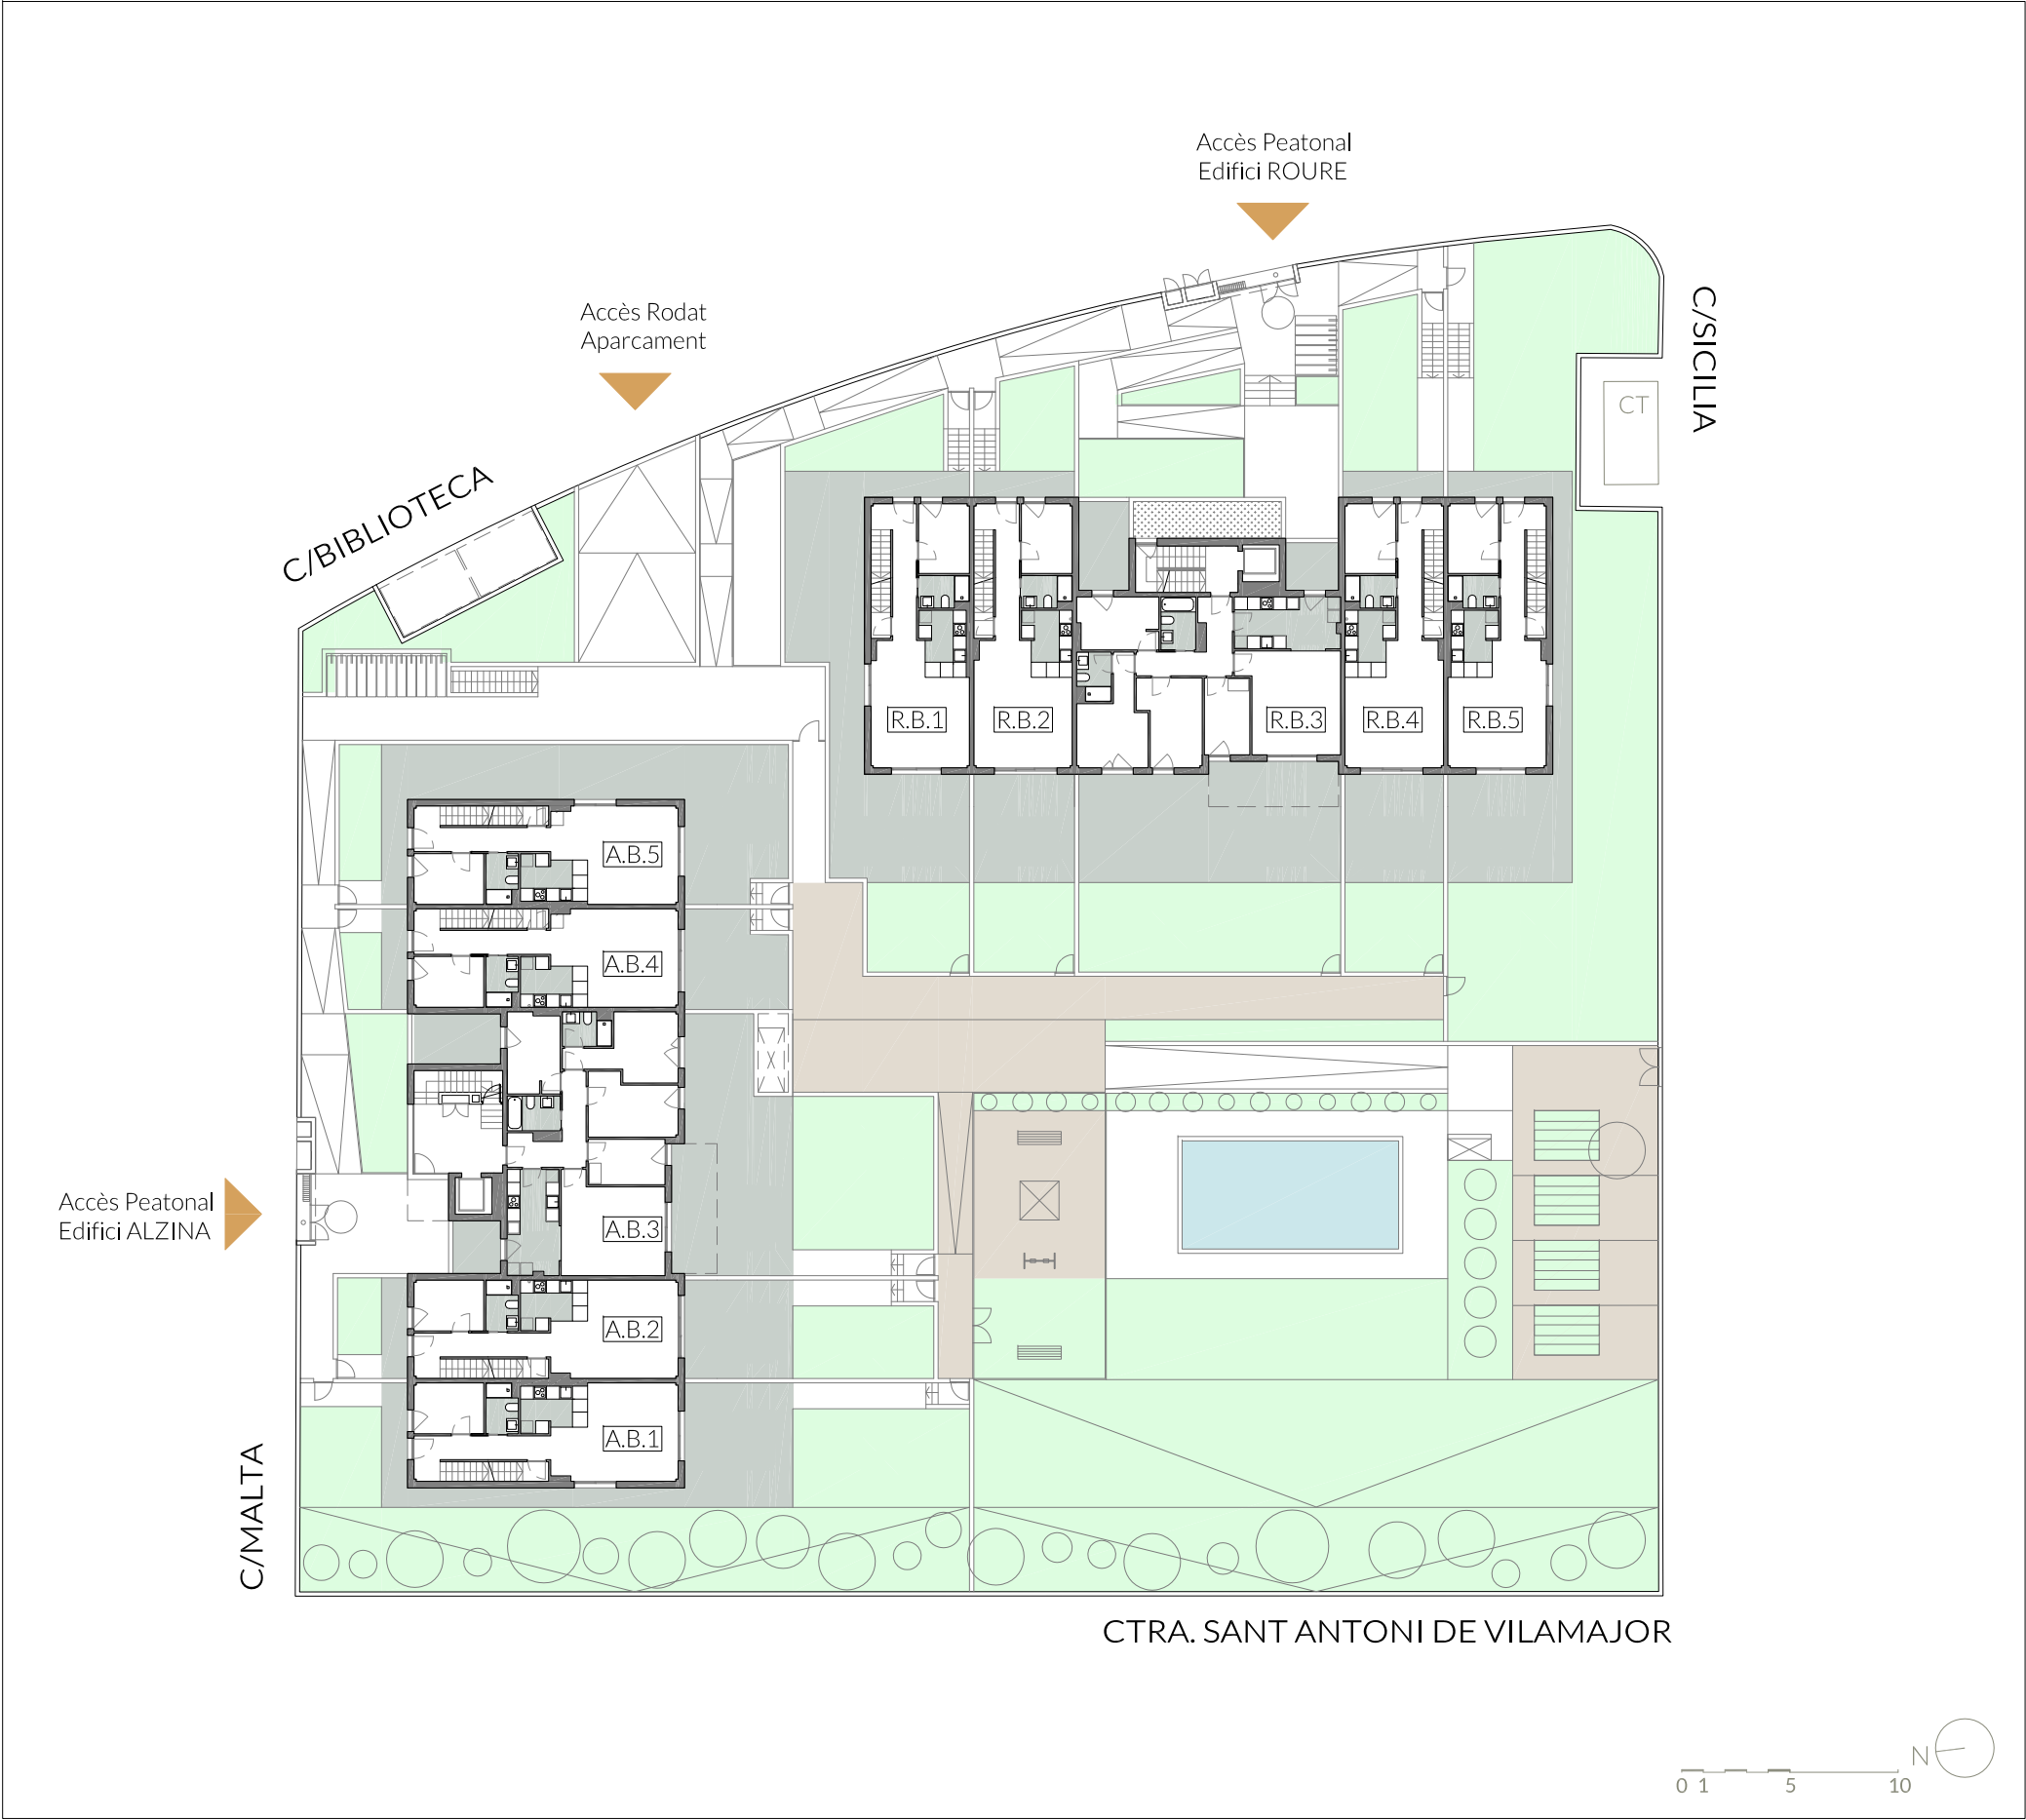 Accès Peatonal
Edifici ROURE
Accès Rodat
Aparcament
C/SICILIA
CT
C/BIBLIOTECA
R.B.1
R.B.2
R.B.3
R.B.4
R.B.5
A.B.5
A.B.4
Accès Peatonal
Edifici ALZINA
A.B.3
A.B.2
A.B.1
C/MALTA
CTRA. SANT ANTONI DE VILAMAJOR
N
0 1 5 10